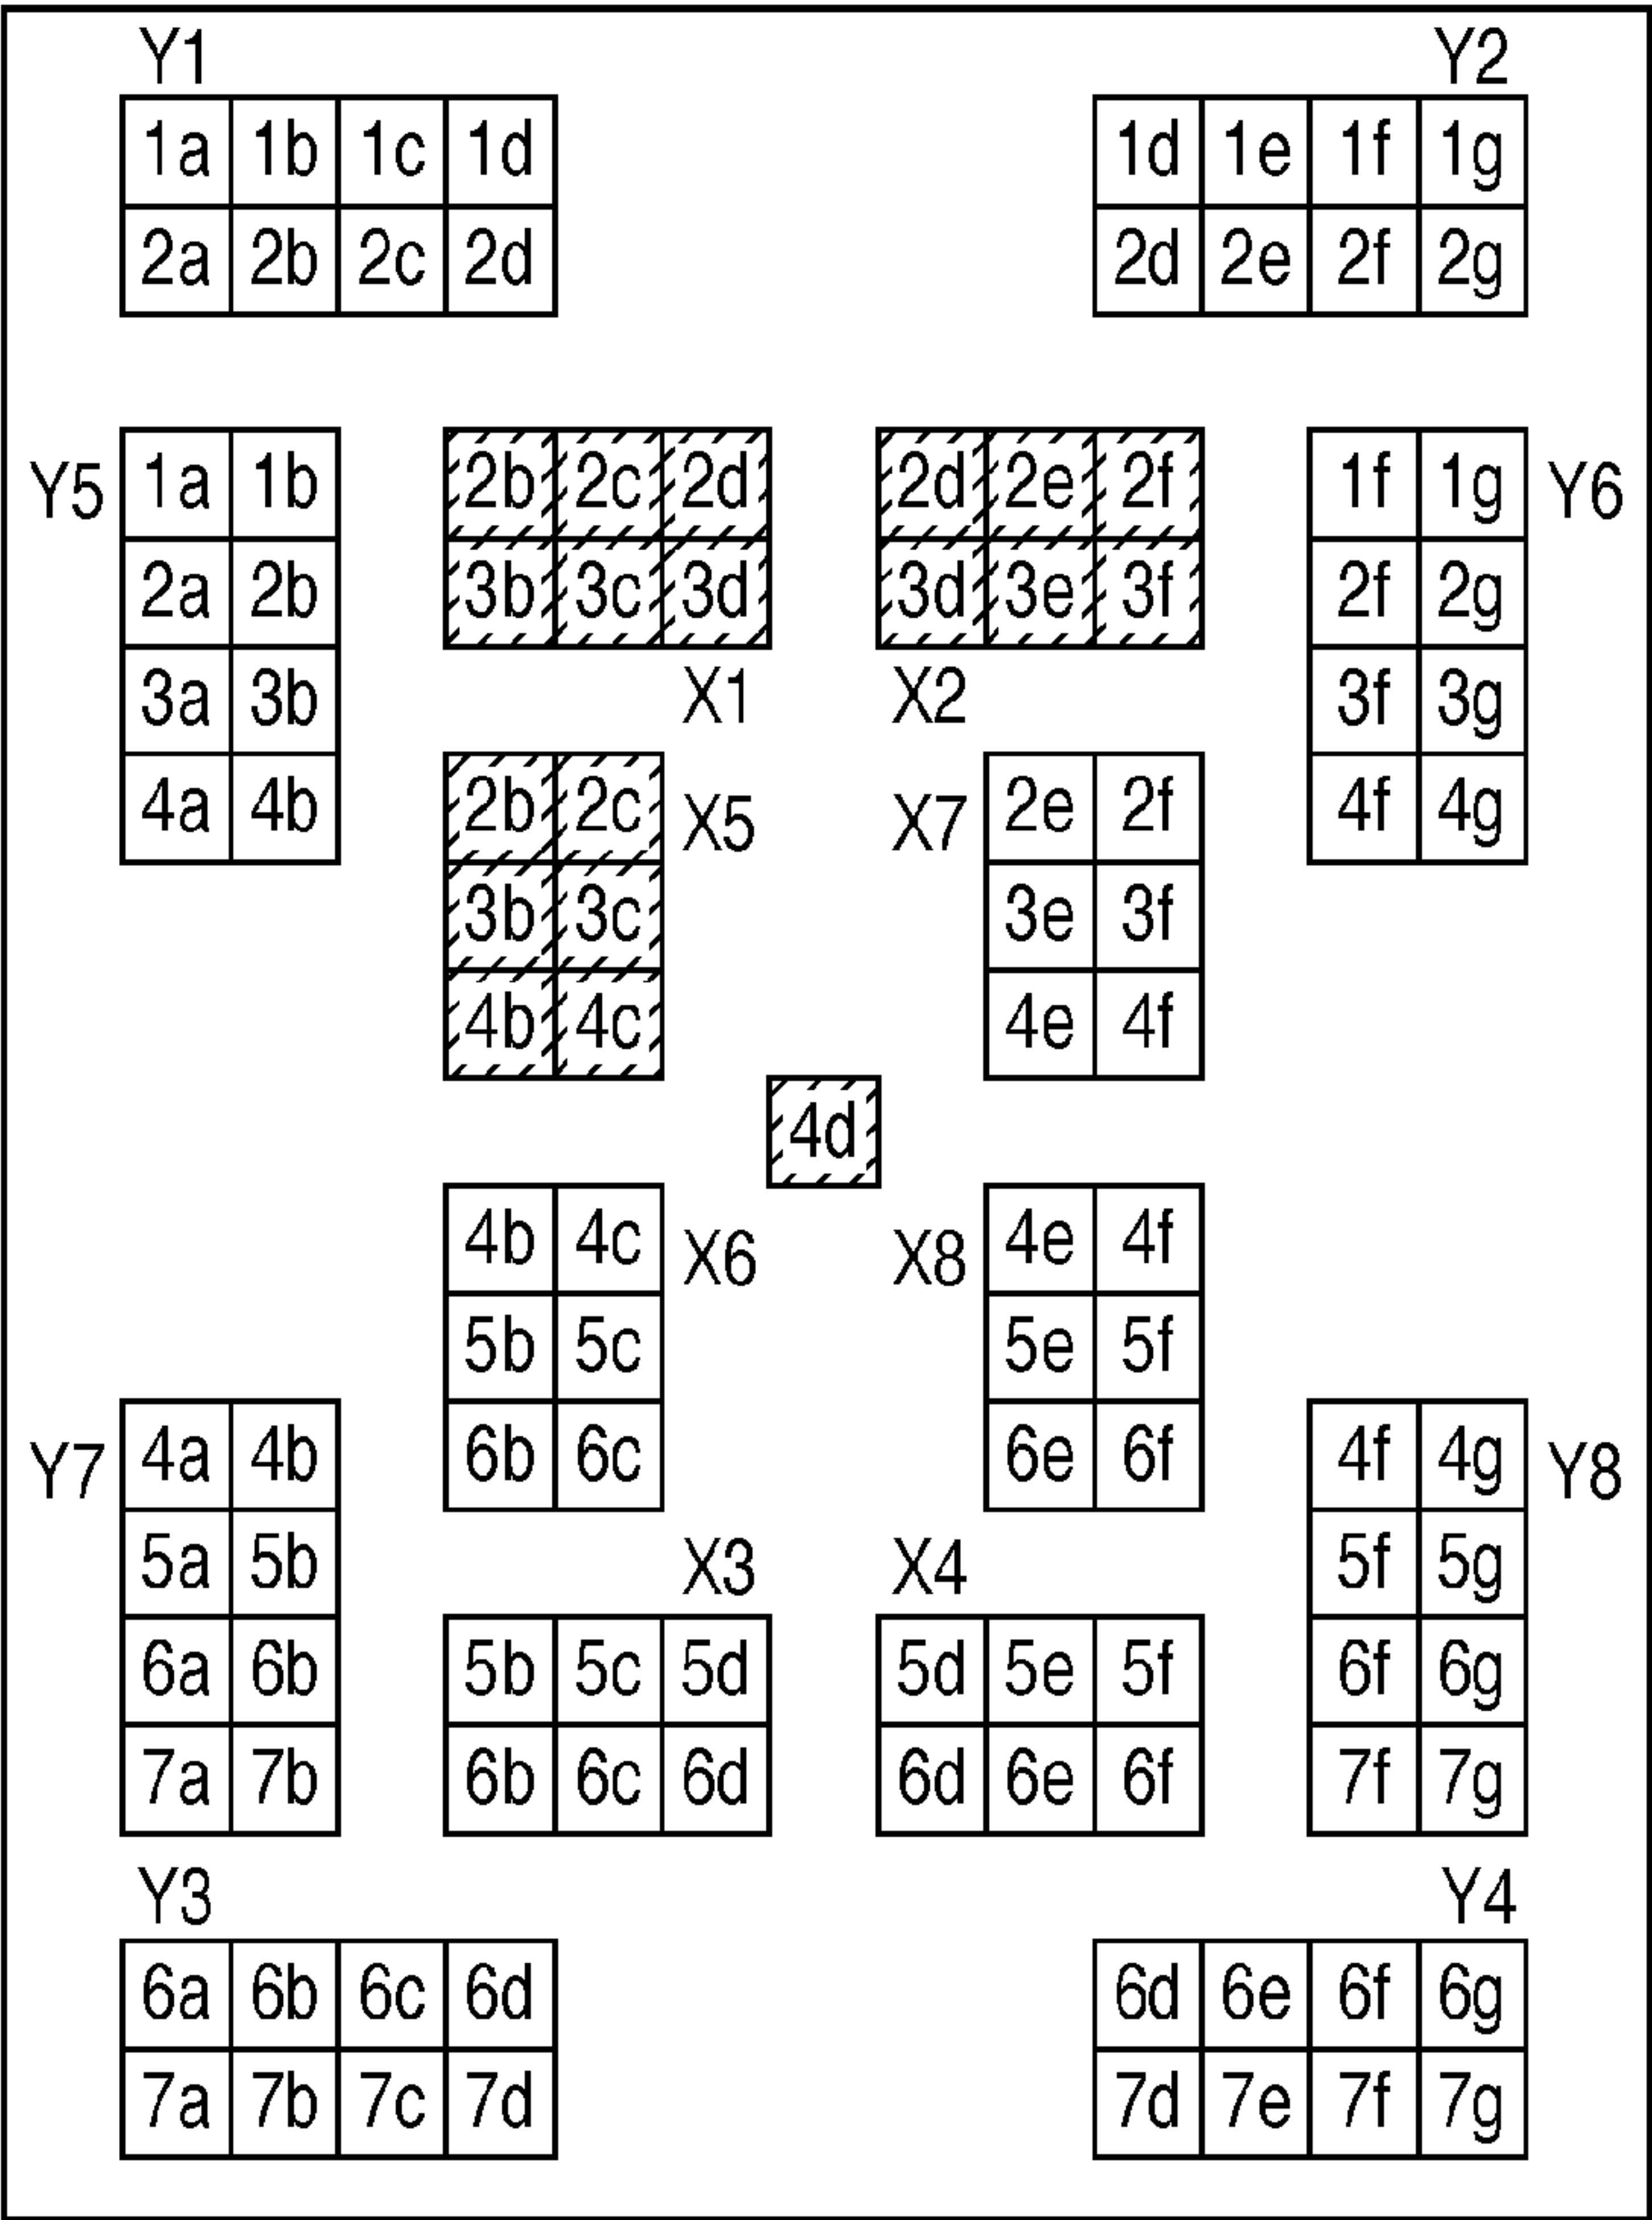 Y1 Y2
1a 1b 1c 1d 1d 1e 1f 1g
2a 2b 2c 2d 2d 2e 2f 2g
Y5 1a 1b 2b 2c 2d 2d 2e 2f 1f 1g Y6
2a 2b 3b 3c 3d 3d 3e 3f 2f 2g
3a 3b X1 X2 3f 3g
4a 4b 2b 2c X5 X7 2e 2f 4f 4g
3b 3c 3e 3f
4b 4c 4e 4f
4d
4b 4c X6 X8 4e 4f
5b 5c 5e 5f
Y7 4a 4b 6b 6c 6e 6f 4f 4g Y8
5a 5b X3 X4 5f 5g
6a 6b 5b 5c 5d 5d 5e 5f 6f 6g
7a 7b 6b 6c 6d 6d 6e 6f 7f 7g
Y3 Y4
6a 6b 6c 6d 6d 6e 6f 6g
7a 7b 7c 7d 7d 7e 7f 7g